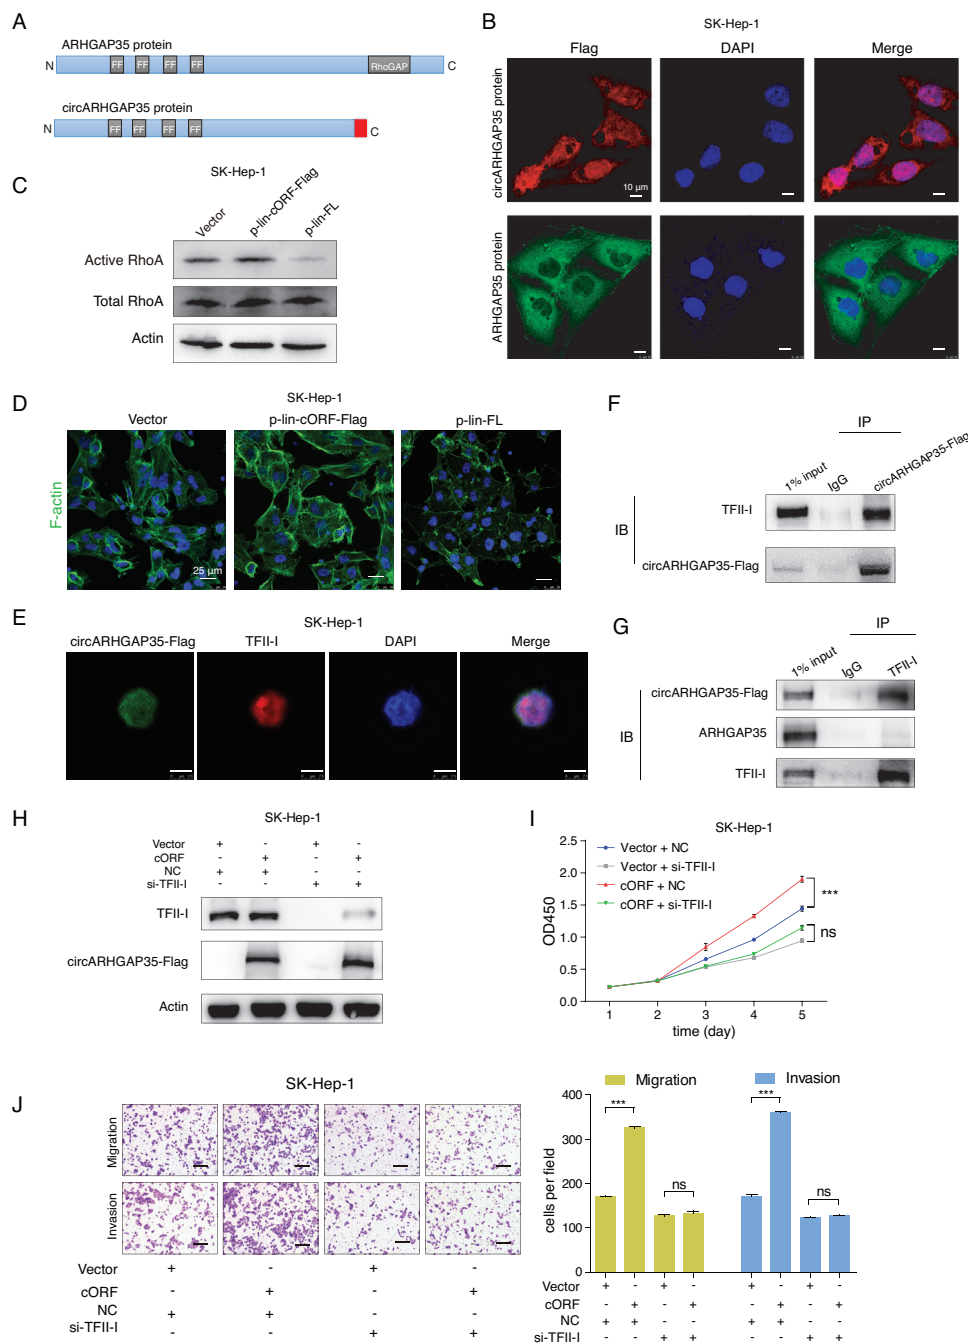 A
ARHGAP35 protein
N
FF
FF
FF
FF
RhoGAP
C
circARHGAP35 protein
N
FF
FF
FF
FF
C
B
SK-Hep-1
Flag
DAPI
Merge
circARHGAP35 protein
10 µm
ARHGAP35 protein
C
SK-Hep-1
Vector
p-lin-cORF-Flag
p-lin-FL
Active RhoA
Total RhoA
Actin
D
SK-Hep-1
Vector
p-lin-cORF-Flag
p-lin-FL
F-actin
25 µm
E
SK-Hep-1
circARHGAP35-Flag
TFII-I
DAPI
Merge
F
IP
1% input
IgG
circARHGAP35-Flag
TFII-I
IB
circARHGAP35-Flag
G
IP
1% input
IgG
TFII-I
circARHGAP35-Flag
ARHGAP35
IB
TFII-I
H
SK-Hep-1
Vector + - + -
cORF - + - +
NC + + - -
si-TFII-I - - + +
TFII-I
circARHGAP35-Flag
Actin
I
SK-Hep-1
Vector + NC
Vector + si-TFII-I
cORF + NC
cORF + si-TFII-I
OD450
2.5
2.0
1.5
1.0
0.5
0.0
1 2 3 4 5
time (day)
***
ns
J
SK-Hep-1
Migration
Invasion
Vector + - + -
cORF - + - +
NC + + - -
si-TFII-I - - + +
Migration
Invasion
cells per field
400
300
200
100
0
***
ns
***
ns
Vector + - + - + - + -
cORF - + - + - + - +
NC + + - - + + - -
si-TFII-I - - + + - - + +